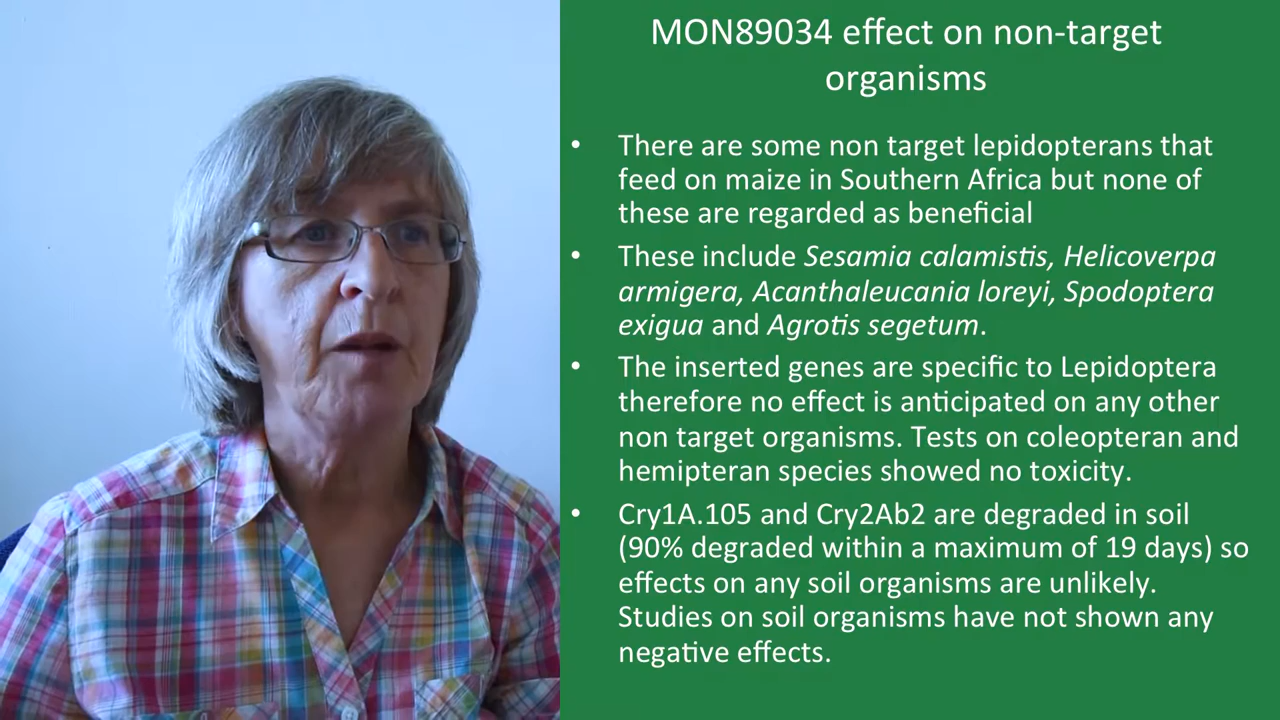 MON89034 effect on non-target
organisms
• There are some non target lepidopterans that
feed on maize in Southern Africa but none of
these are regarded as beneficial
• These include Sesamia calamistis, Helicoverpa
armigera, Acanthaleucania loreyi, Spodoptera
exigua and Agrotis segetum.
• The inserted genes are specific to Lepidoptera
therefore no effect is anticipated on any other
non target organisms. Tests on coleopteran and
hemipteran species showed no toxicity.
• Cry1A.105 and Cry2Ab2 are degraded in soil
(90% degraded within a maximum of 19 days) so
effects on any soil organisms are unlikely.
Studies on soil organisms have not shown any
negative effects.